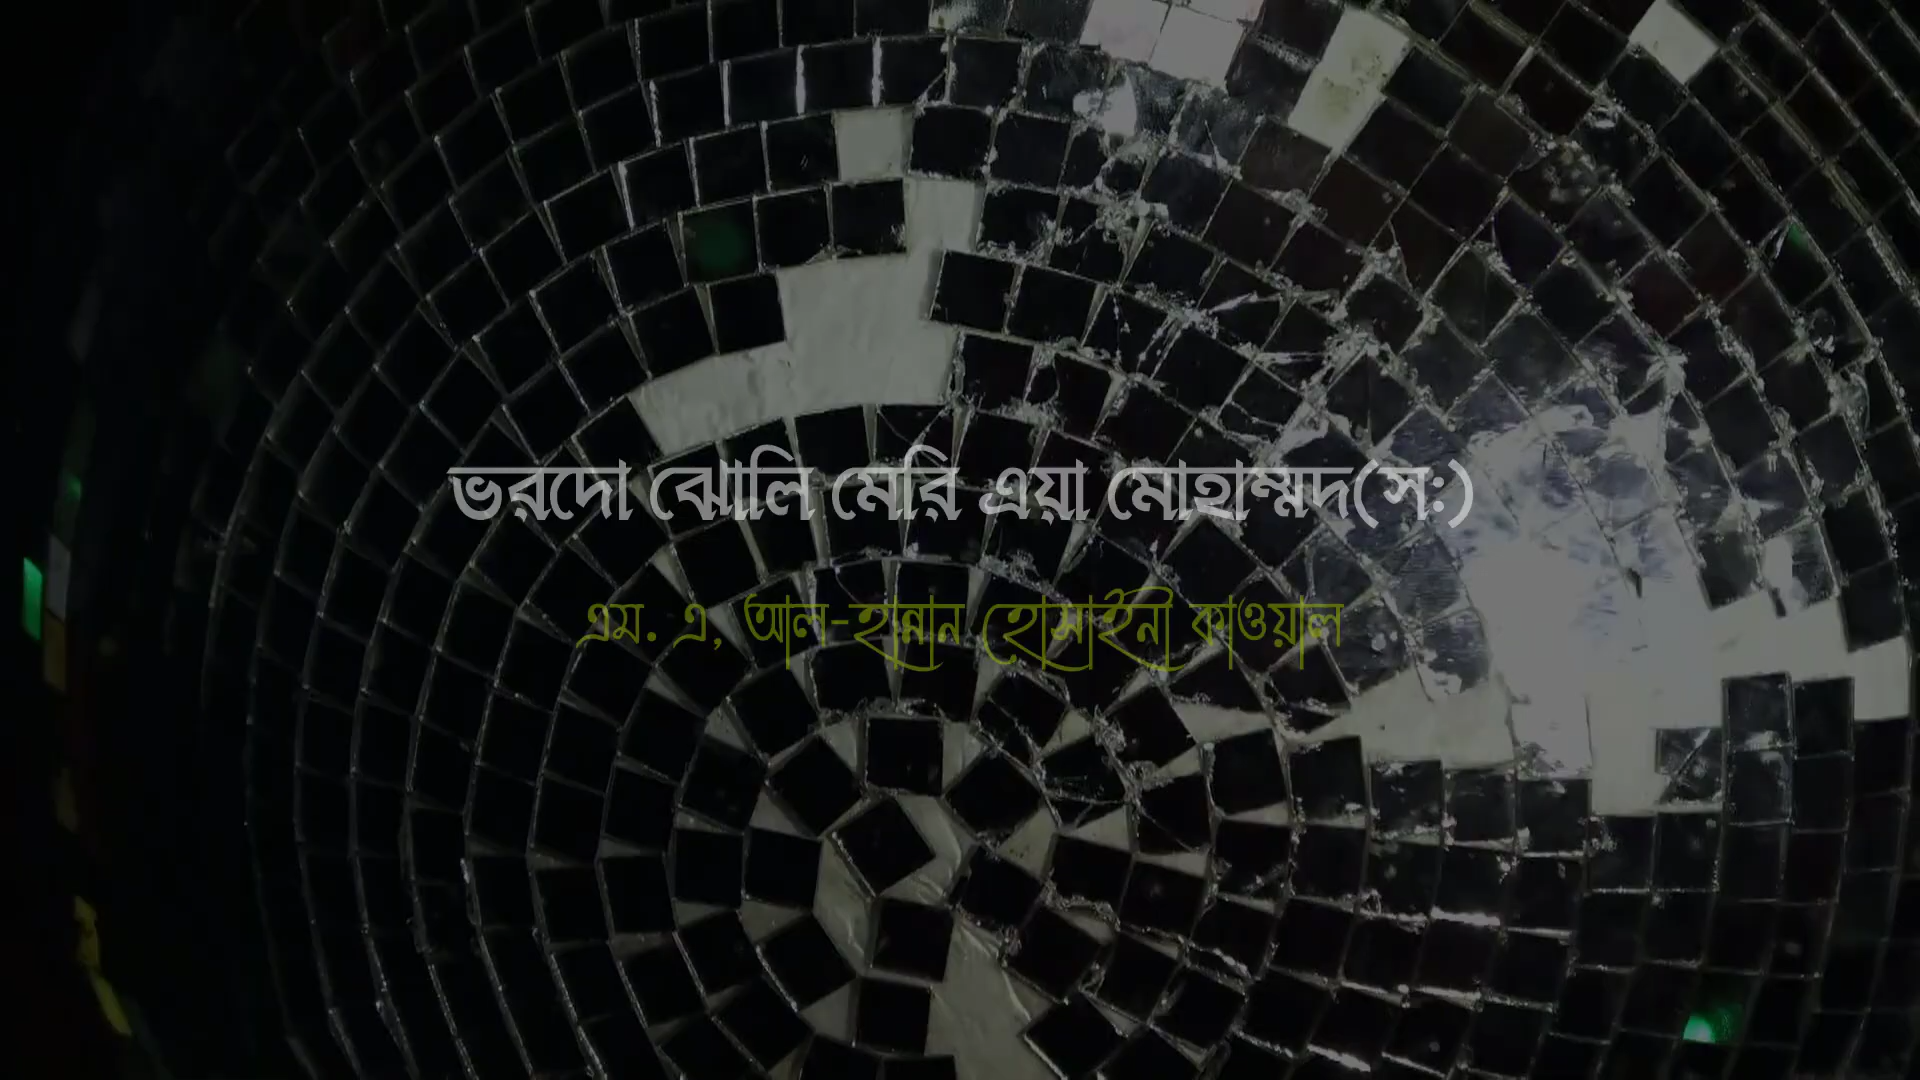 ভরদো ঝোলি মেরি এয়া মোহাম্মদ(স:)
এম. এ, আল-হান্নান হোসাইনী কাওয়াল